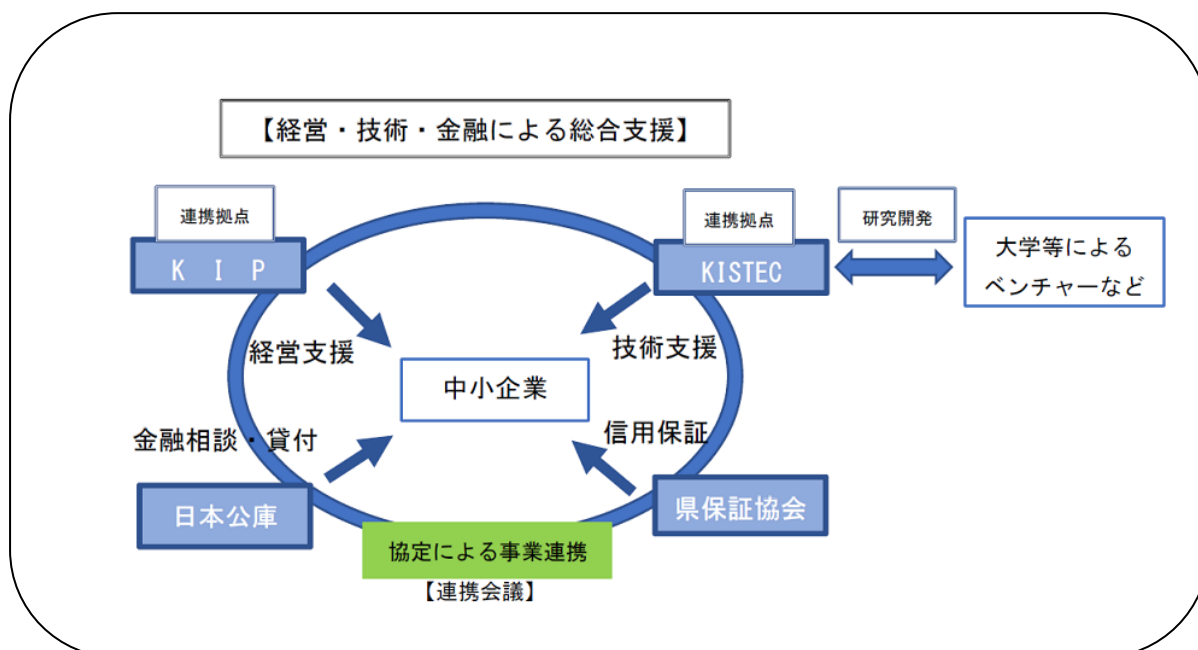 【経営・技術・金融による総合支援】
連携拠点
K I P
連携拠点
KISTEC
研究開発
大学等による
ベンチャーなど
経営支援
技術支援
中小企業
金融相談・貸付
信用保証
日本公庫
県保証協会
協定による事業連携
【連携会議】